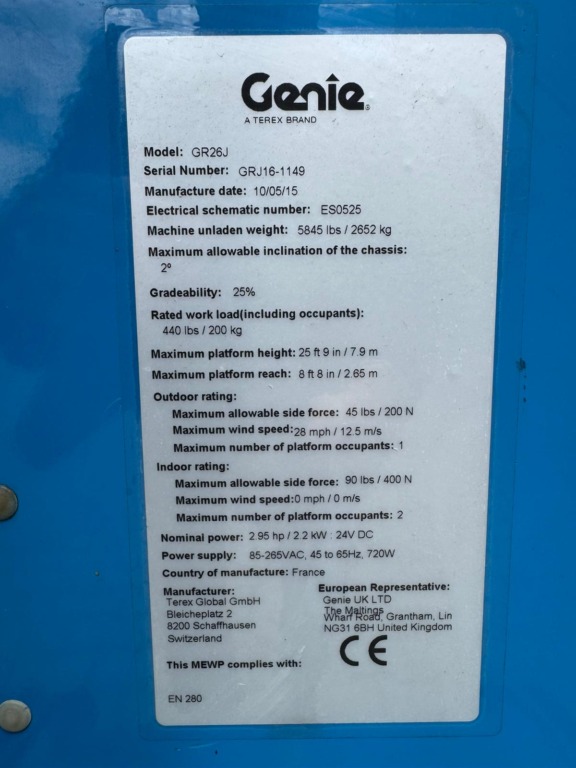 Genie
A TEREX BRAND
Model: GR26J
Serial Number: GRJ16-1149
Manufacture date: 10/05/15
Electrical schematic number: ES0525
Machine unladen weight: 5845 lbs / 2652 kg
Maximum allowable inclination of the chassis:
2º
Gradeability: 25%
Rated work load(including occupants):
440 lbs / 200 kg
Maximum platform height: 25 ft 9 in / 7.9 m
Maximum platform reach: 8 ft 8 in / 2.65 m
Outdoor rating:
Maximum allowable side force: 45 lbs / 200 N
Maximum wind speed:28 mph / 12.5 m/s
Maximum number of platform occupants: 1
Indoor rating:
Maximum allowable side force: 90 lbs / 400 N
Maximum wind speed:0 mph / 0 m/s
Maximum number of platform occupants: 2
Nominal power: 2.95 hp / 2.2 kW : 24V DC
Power supply: 85-265VAC, 45 to 65Hz, 720W
Country of manufacture: France
Manufacturer:
Terex Global GmbH
Bleicheplatz 2
8200 Schaffhausen
Switzerland
European Representative:
Genie UK LTD
The Maltings
Wharf Road, Grantham, Lin
NG31 6BH United Kingdom
This MEWP complies with:
CE
EN 280